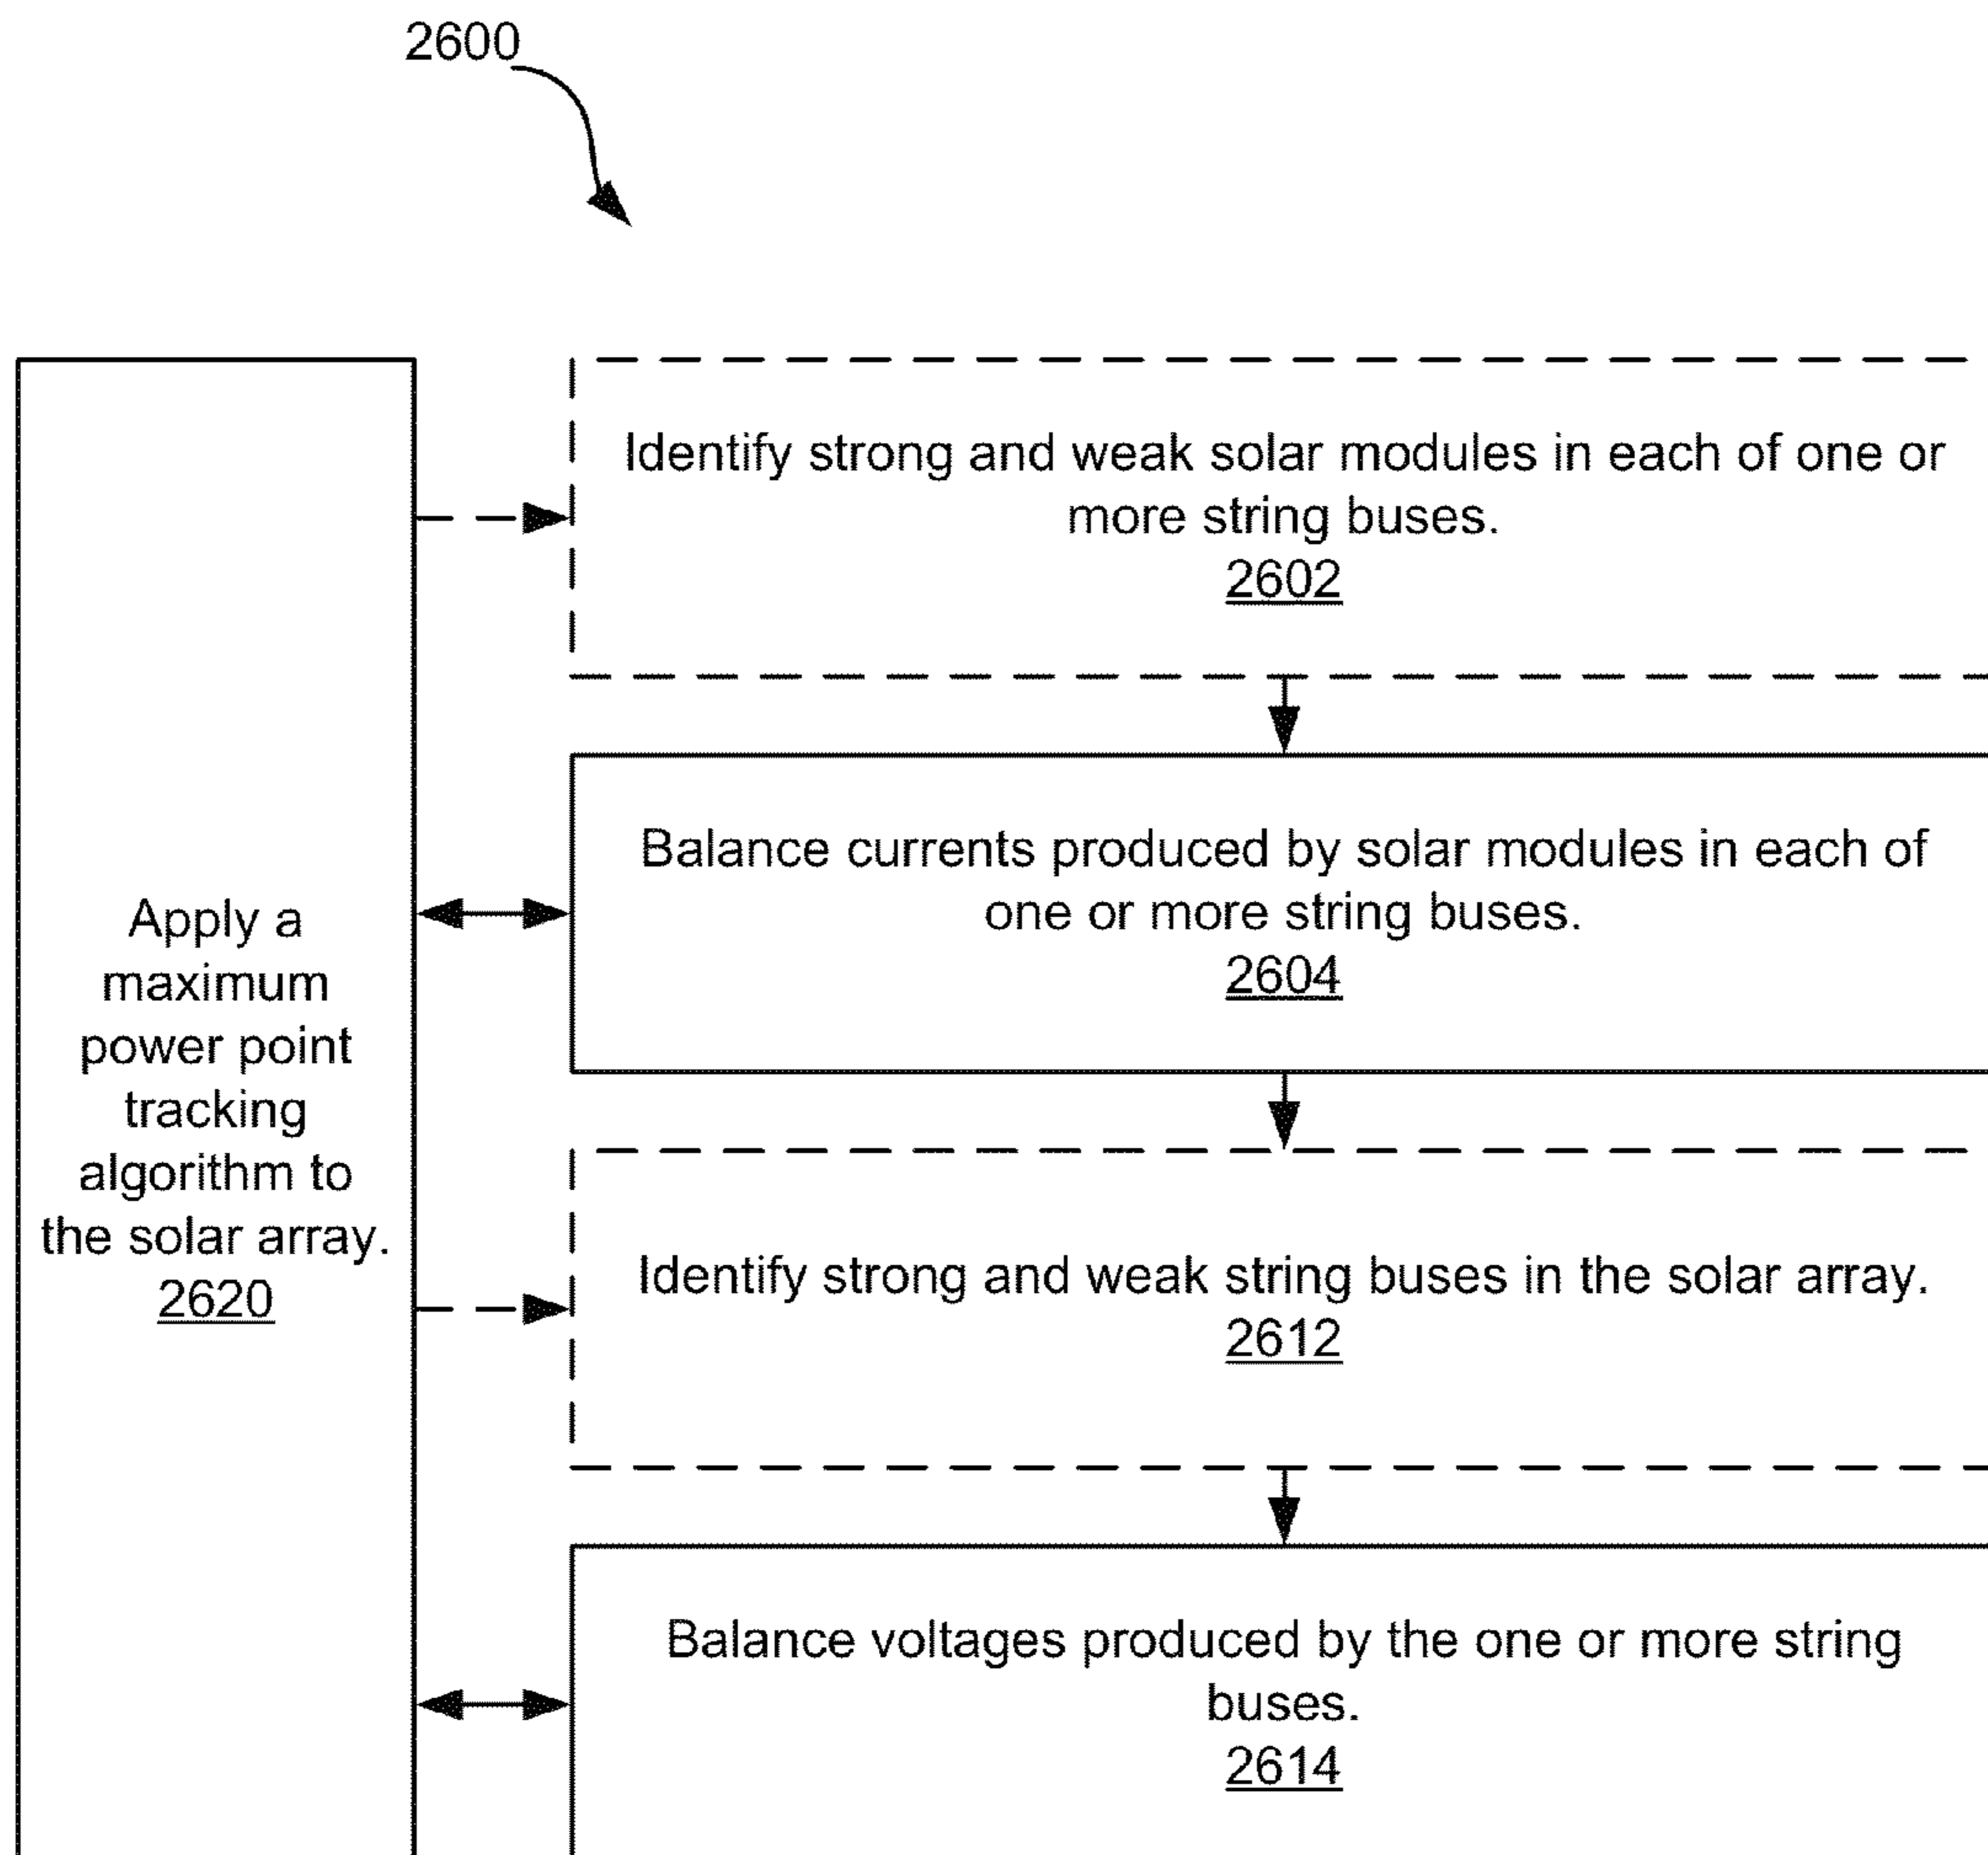 2600
Identify strong and weak solar modules in each of one or
more string buses.
2602
Balance currents produced by solar modules in each of
one or more string buses.
2604
Apply a
maximum
power point
tracking
algorithm to
the solar array.
2620
Identify strong and weak string buses in the solar array.
2612
Balance voltages produced by the one or more string
buses.
2614